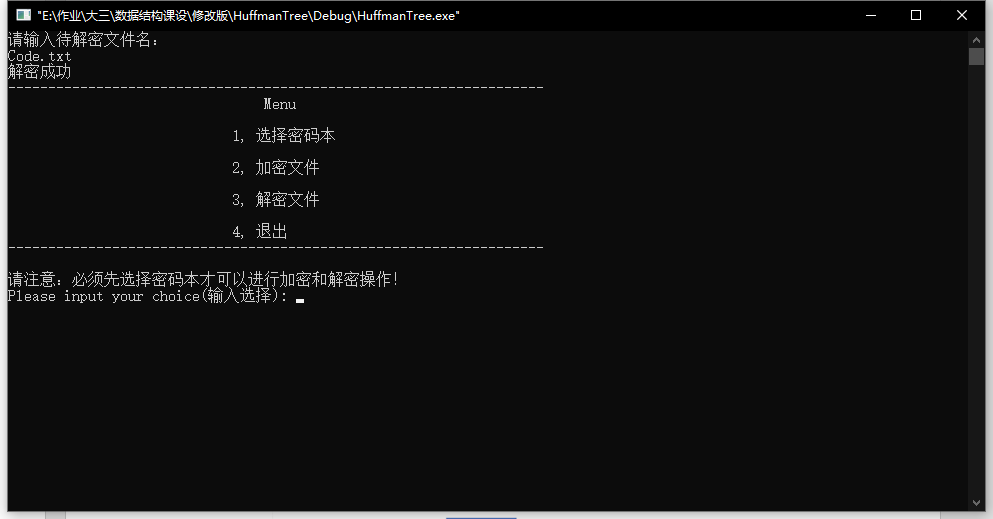 "E:\作业\大三\数据结构课设\修改版\HuffmanTree\Debug\HuffmanTree.exe"
请输入待解密文件名：
Code.txt
解密成功
-------------------------------------------------------------------
Menu
1, 选择密码本
2, 加密文件
3, 解密文件
4, 退出
-------------------------------------------------------------------
请注意：必须先选择密码本才可以进行加密和解密操作!
Please input your choice(输入选择):